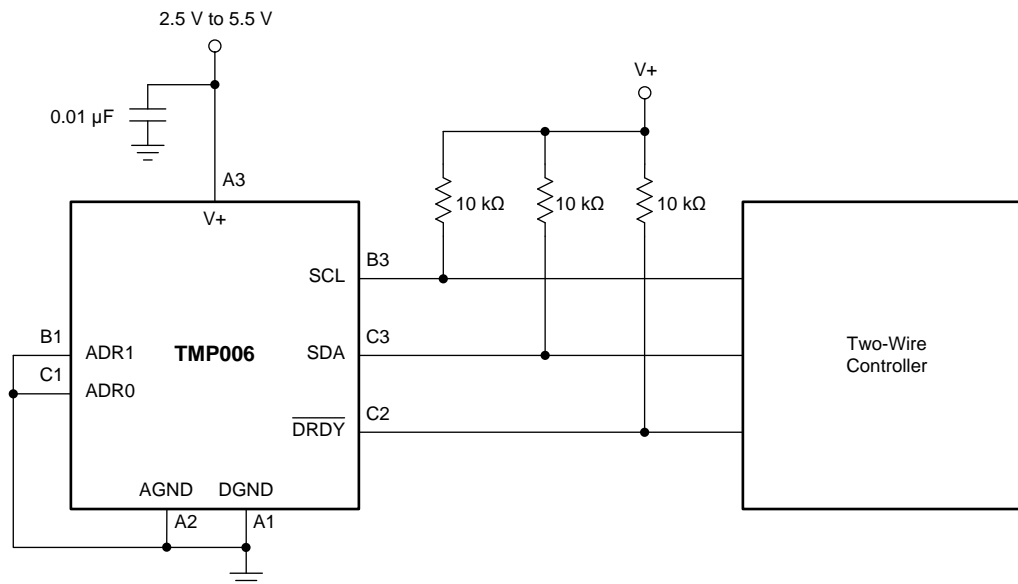 2.5 V to 5.5 V
V+
0.01 µF
A3
V+
10 kΩ
10 kΩ
10 kΩ
SCL
B3
B1
ADR1
TMP006
SDA
C3
Two-Wire
Controller
C1
ADR0
DRDY
C2
AGND
DGND
A2
A1